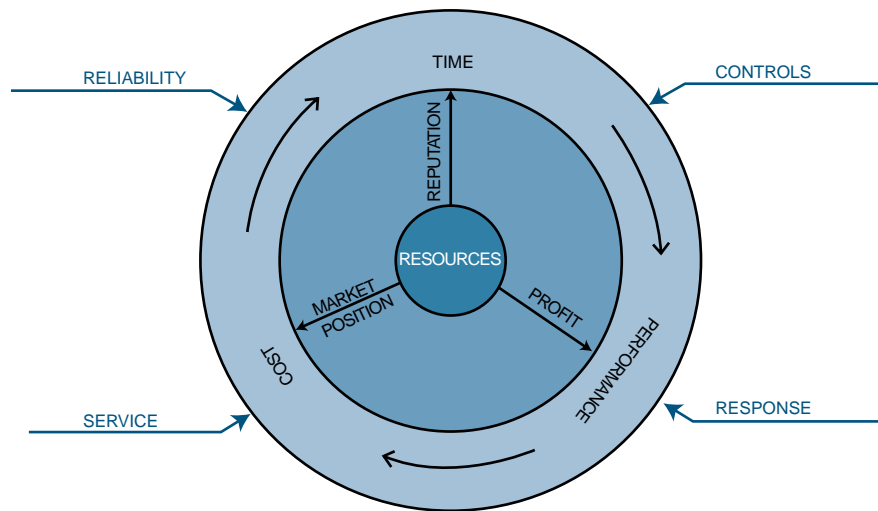 TIME
RELIABILITY
CONTROLS
REPUTATION
RESOURCES
MARKET
POSITION
PROFIT
COST
PERFORMANCE
SERVICE
RESPONSE